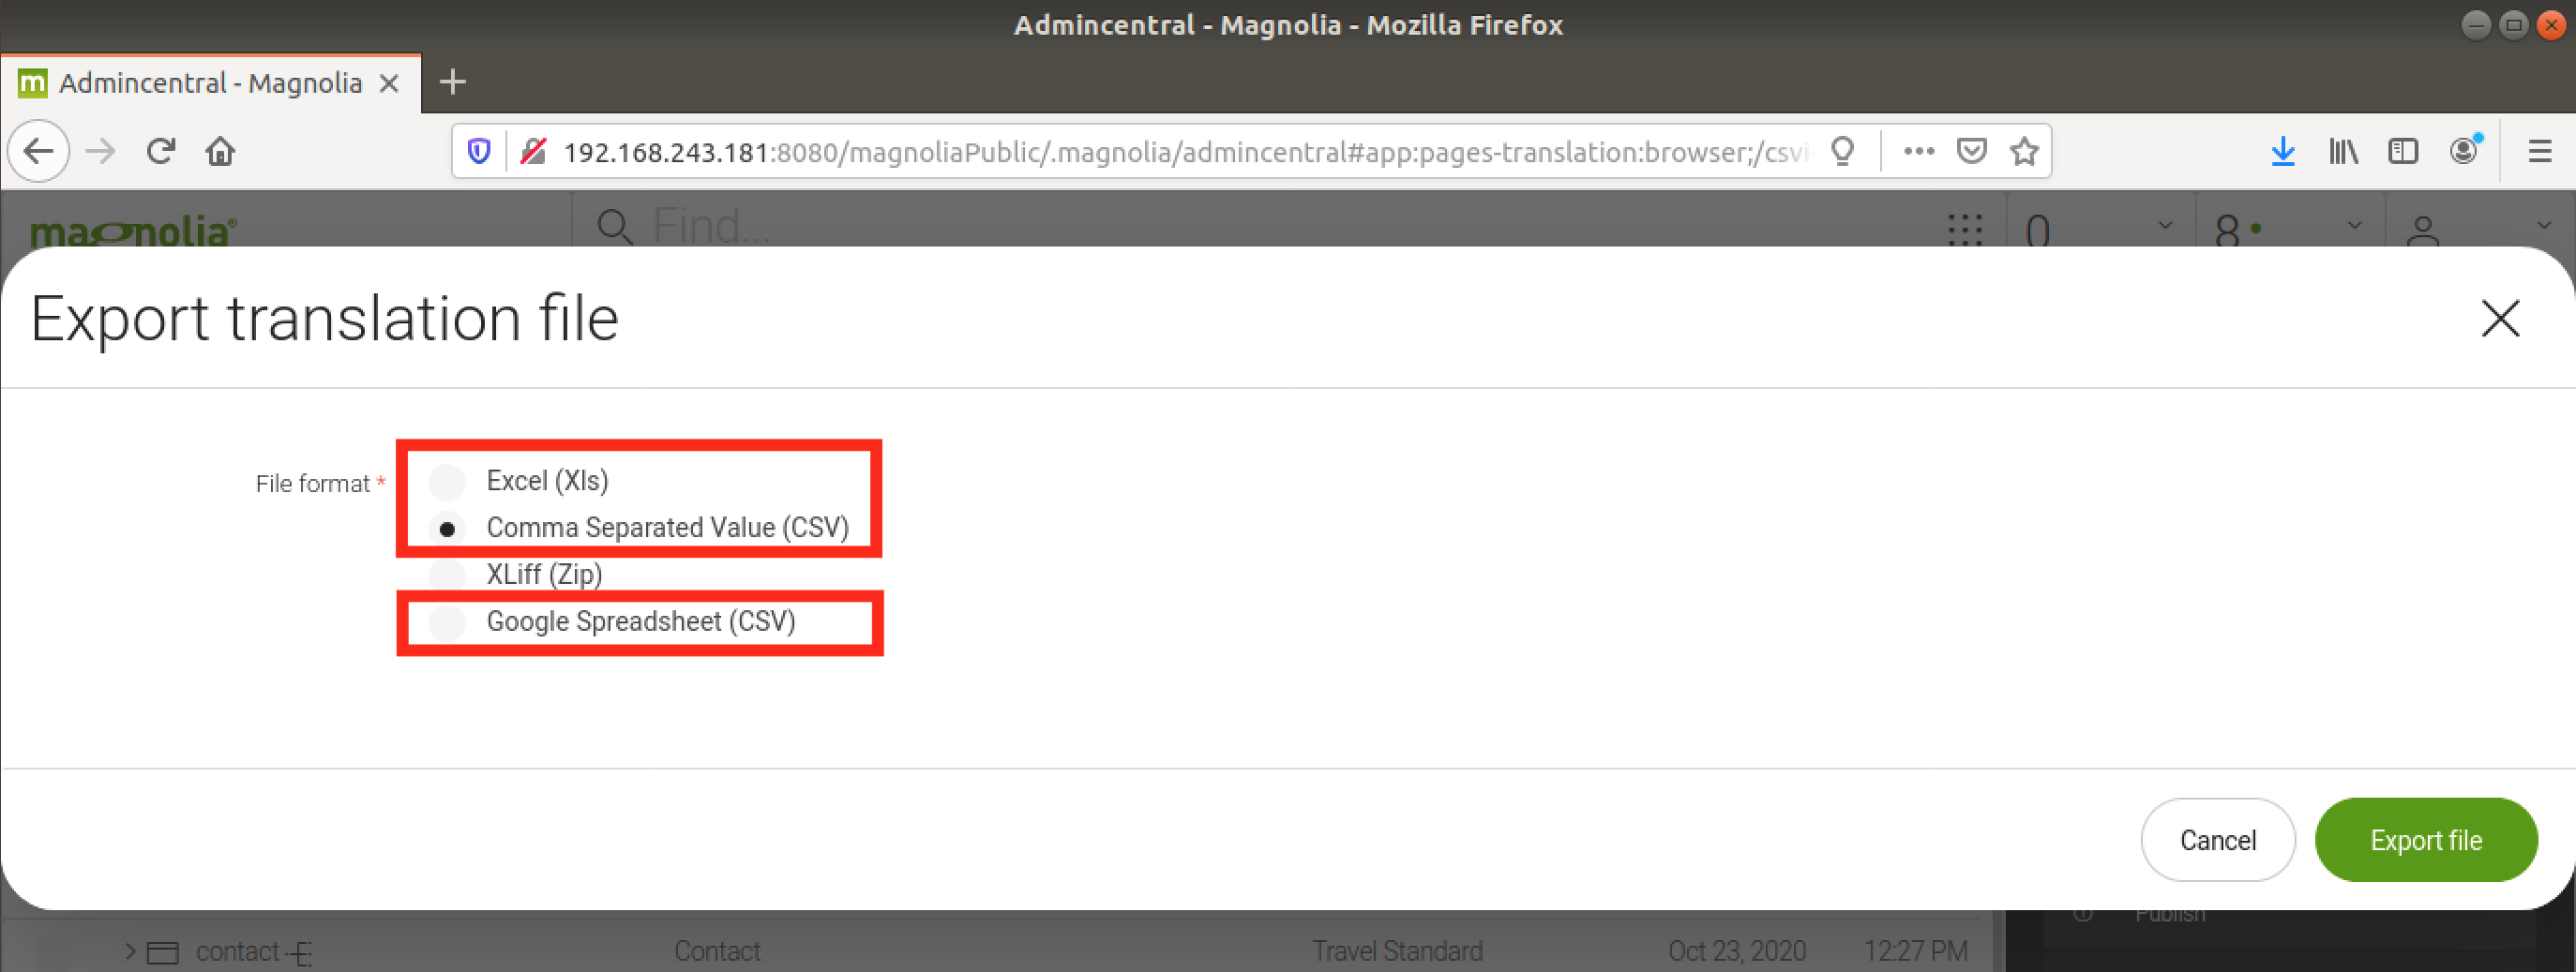 Admincentral - Magnolia - Mozilla Firefox
m Admincentral - Magnolia
192.168.243.181:8080/magnoliaPublic/.magnolia/admincentral#app:pages-translation:browser;/csvi
magnolia® Find... 0 8
Export translation file
File format *
Excel (Xls)
Comma Separated Value (CSV)
XLiff (Zip)
Google Spreadsheet (CSV)
Cancel Export file
Publish
contact Contact Travel Standard Oct 23, 2020 12:27 PM